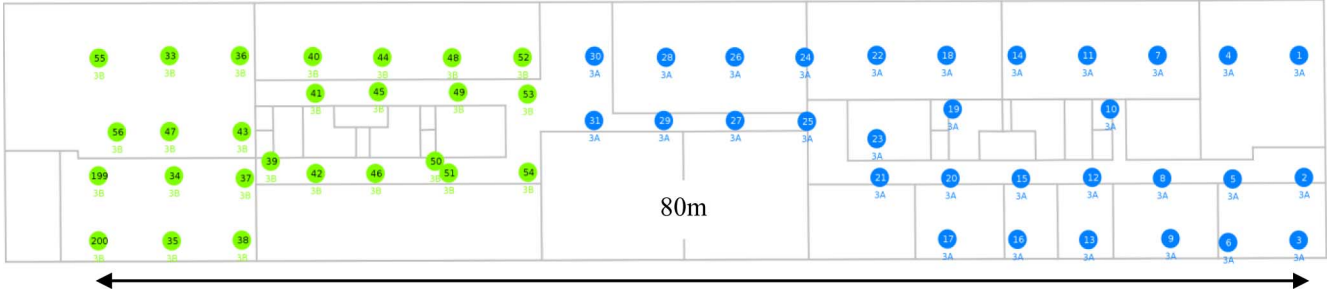 55 33 36 40 44 48 52 30 28 26 24 22 18 14 11 7 4 1
3B 3B 3B 3B 3B 3B 3B 3A 3A 3A 3A 3A 3A 3A 3A 3A 3A 3A
41 45 49 53
3B 3B 3B 3B
19 10
3A 3A
31 29 27 25
3A 3A 3A 3A
56 47 43
3B 3B 3B
23
3A
39 50
3B 3B
199 34 37 42 46 51 54 21 20 15 12 8 5 2
3B 3B 3B 3B 3B 3B 3B 3A 3A 3A 3A 3A 3A 3A
80m
200 35 38 17 16 13 9 6 3
3B 3B 3B 3A 3A 3A 3A 3A 3A